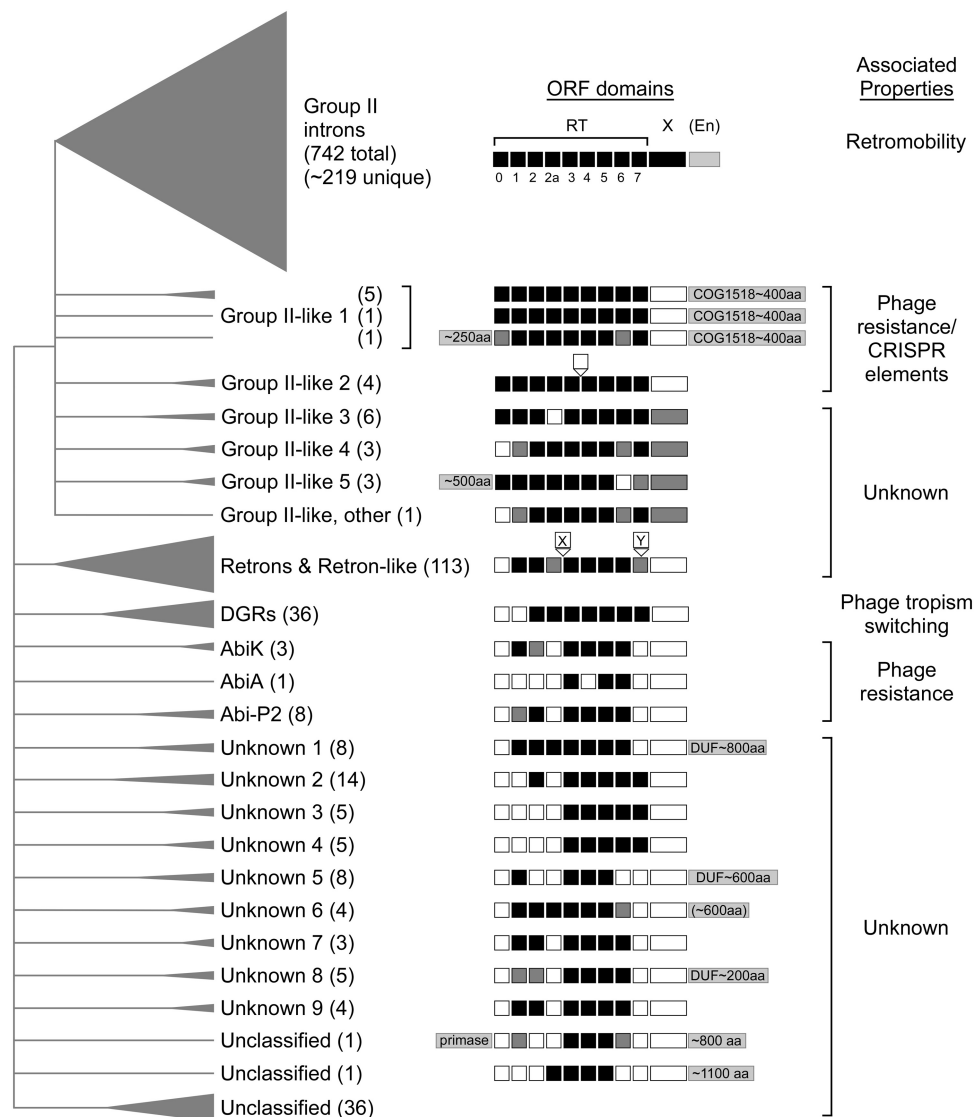 Associated
Properties
ORF domains
RT X (En)
Group II
introns
(742 total)
(~219 unique)
Retromobility
0 1 2 2a 3 4 5 6 7
(5) COG1518~400aa
Group II-like 1 (1) COG1518~400aa
(1) ~250aa COG1518~400aa
Phage
resistance/
CRISPR
elements
Group II-like 2 (4)
Group II-like 3 (6)
Group II-like 4 (3)
Group II-like 5 (3) ~500aa
Unknown
Group II-like, other (1)
X Y
Retrons & Retron-like (113)
DGRs (36)
Phage tropism
switching
AbiK (3)
AbiA (1)
Phage
resistance
Abi-P2 (8)
Unknown 1 (8) DUF~800aa
Unknown 2 (14)
Unknown 3 (5)
Unknown 4 (5)
Unknown 5 (8) DUF~600aa
Unknown 6 (4) (~600aa)
Unknown
Unknown 7 (3)
Unknown 8 (5) DUF~200aa
Unknown 9 (4)
Unclassified (1) primase ~800 aa
Unclassified (1) ~1100 aa
Unclassified (36)